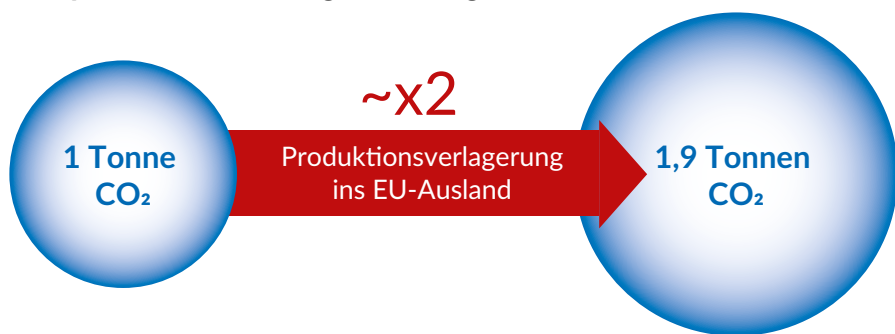 ~x2
1 Tonne
CO₂
Produktionsverlagerung
ins EU-Ausland
1,9 Tonnen
CO₂